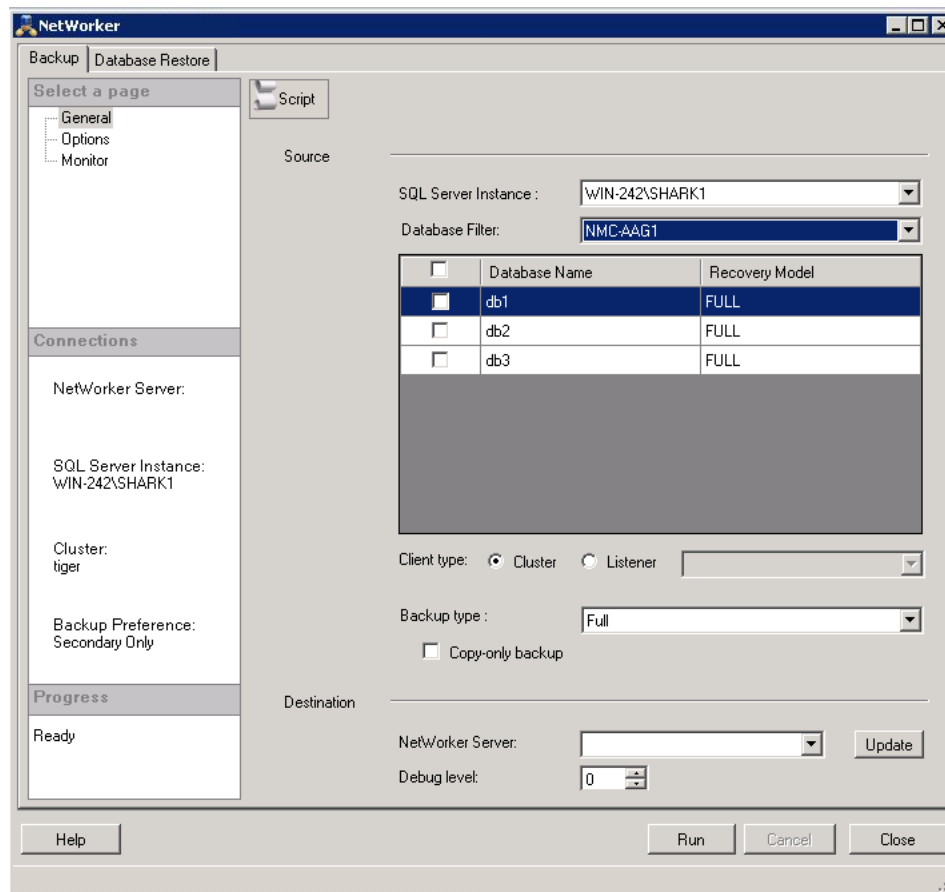 NetWorker
Backup
Database Restore
Select a page
General
Options
Monitor
Connections
NetWorker Server:
SQL Server Instance:
WIN-242\SHARK1
Cluster:
tiger
Backup Preference:
Secondary Only
Progress
Ready
Script
Source
SQL Server Instance : WIN-242\SHARK1
Database Filter: NMC-AAG1
Database Name Recovery Model
db1 FULL
db2 FULL
db3 FULL
Client type: Cluster Listener
Backup type : Full
Copy-only backup
Destination
NetWorker Server: Update
Debug level: 0
Help Run Cancel Close